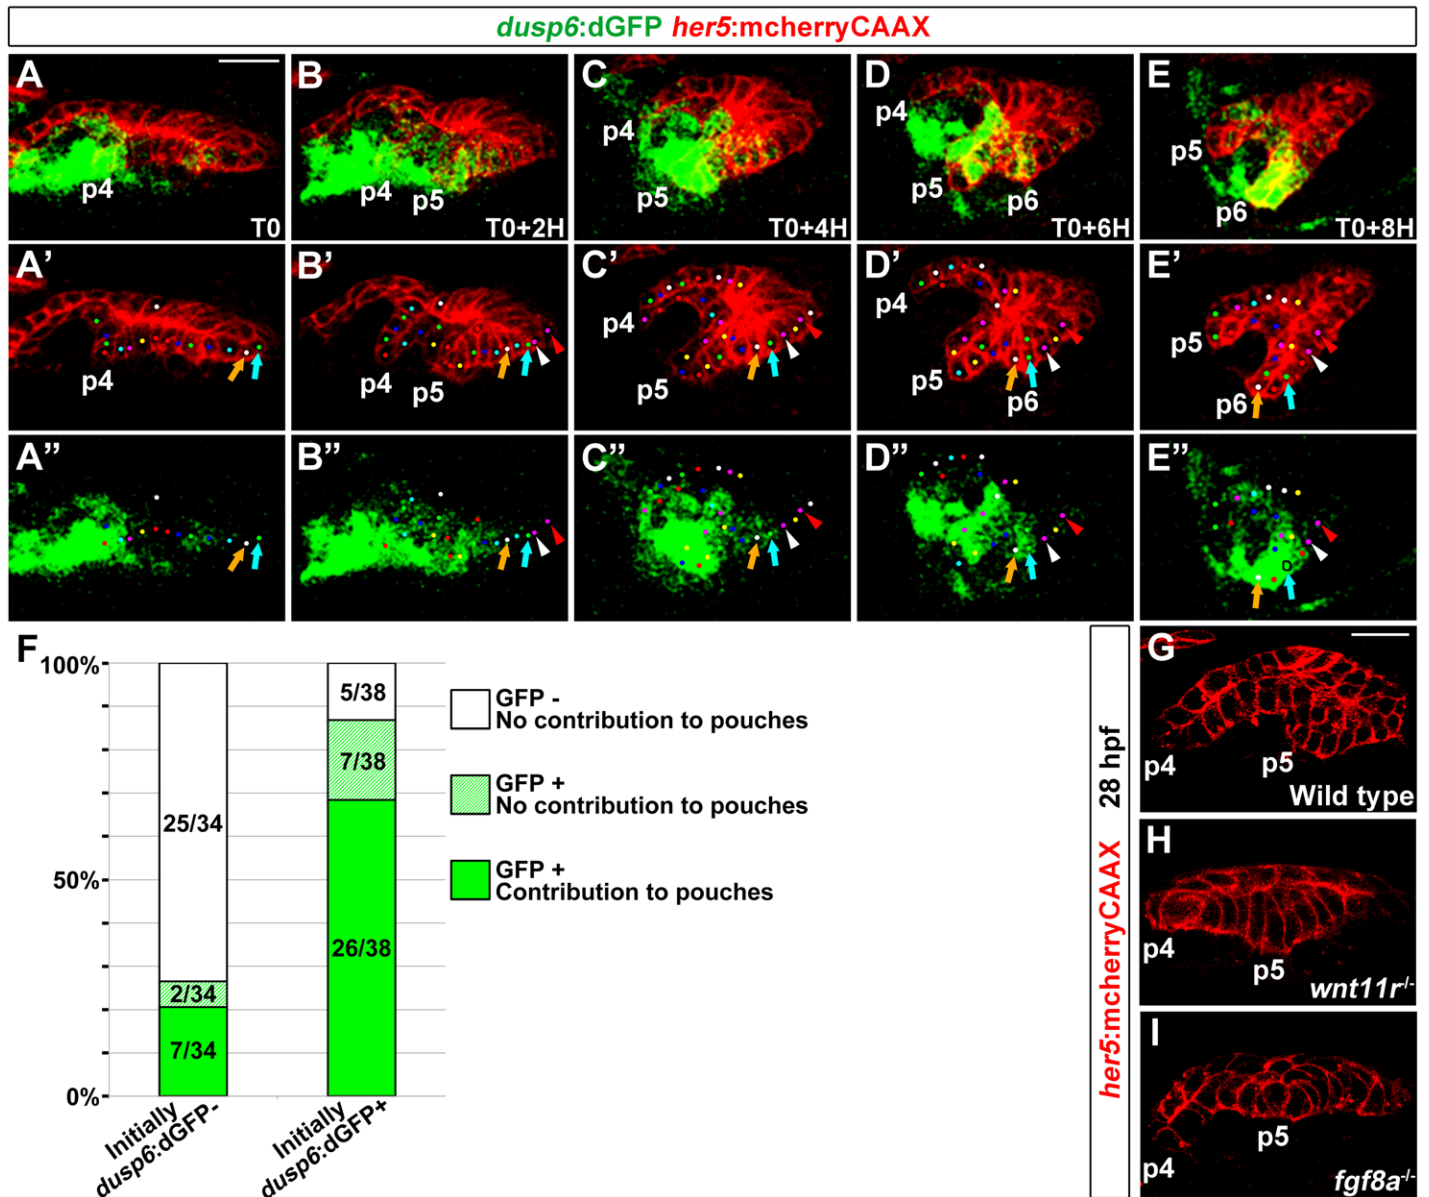 dusp6:dGFP her5:mcherryCAAX
A
p4
T0
B
p4
p5
T0+2H
C
p4
p5
T0+4H
D
p4
p5
p6
T0+6H
E
p5
p6
T0+8H
A’
p4
B’
p4
p5
C’
p4
p5
D’
p4
p5
p6
E’
p5
p6
A’’
B’’
C’’
D’’
E’’
D
F
100%
50%
0%
25/34
2/34
7/34
5/38
7/38
26/38
Initially
dusp6:dGFP-
Initially
dusp6:dGFP+
GFP -
No contribution to pouches
GFP +
No contribution to pouches
GFP +
Contribution to pouches
her5:mcherryCAAX 28 hpf
G
p4
p5
Wild type
H
p4
p5
wnt11r-/-
I
p4
p5
fgf8a-/-